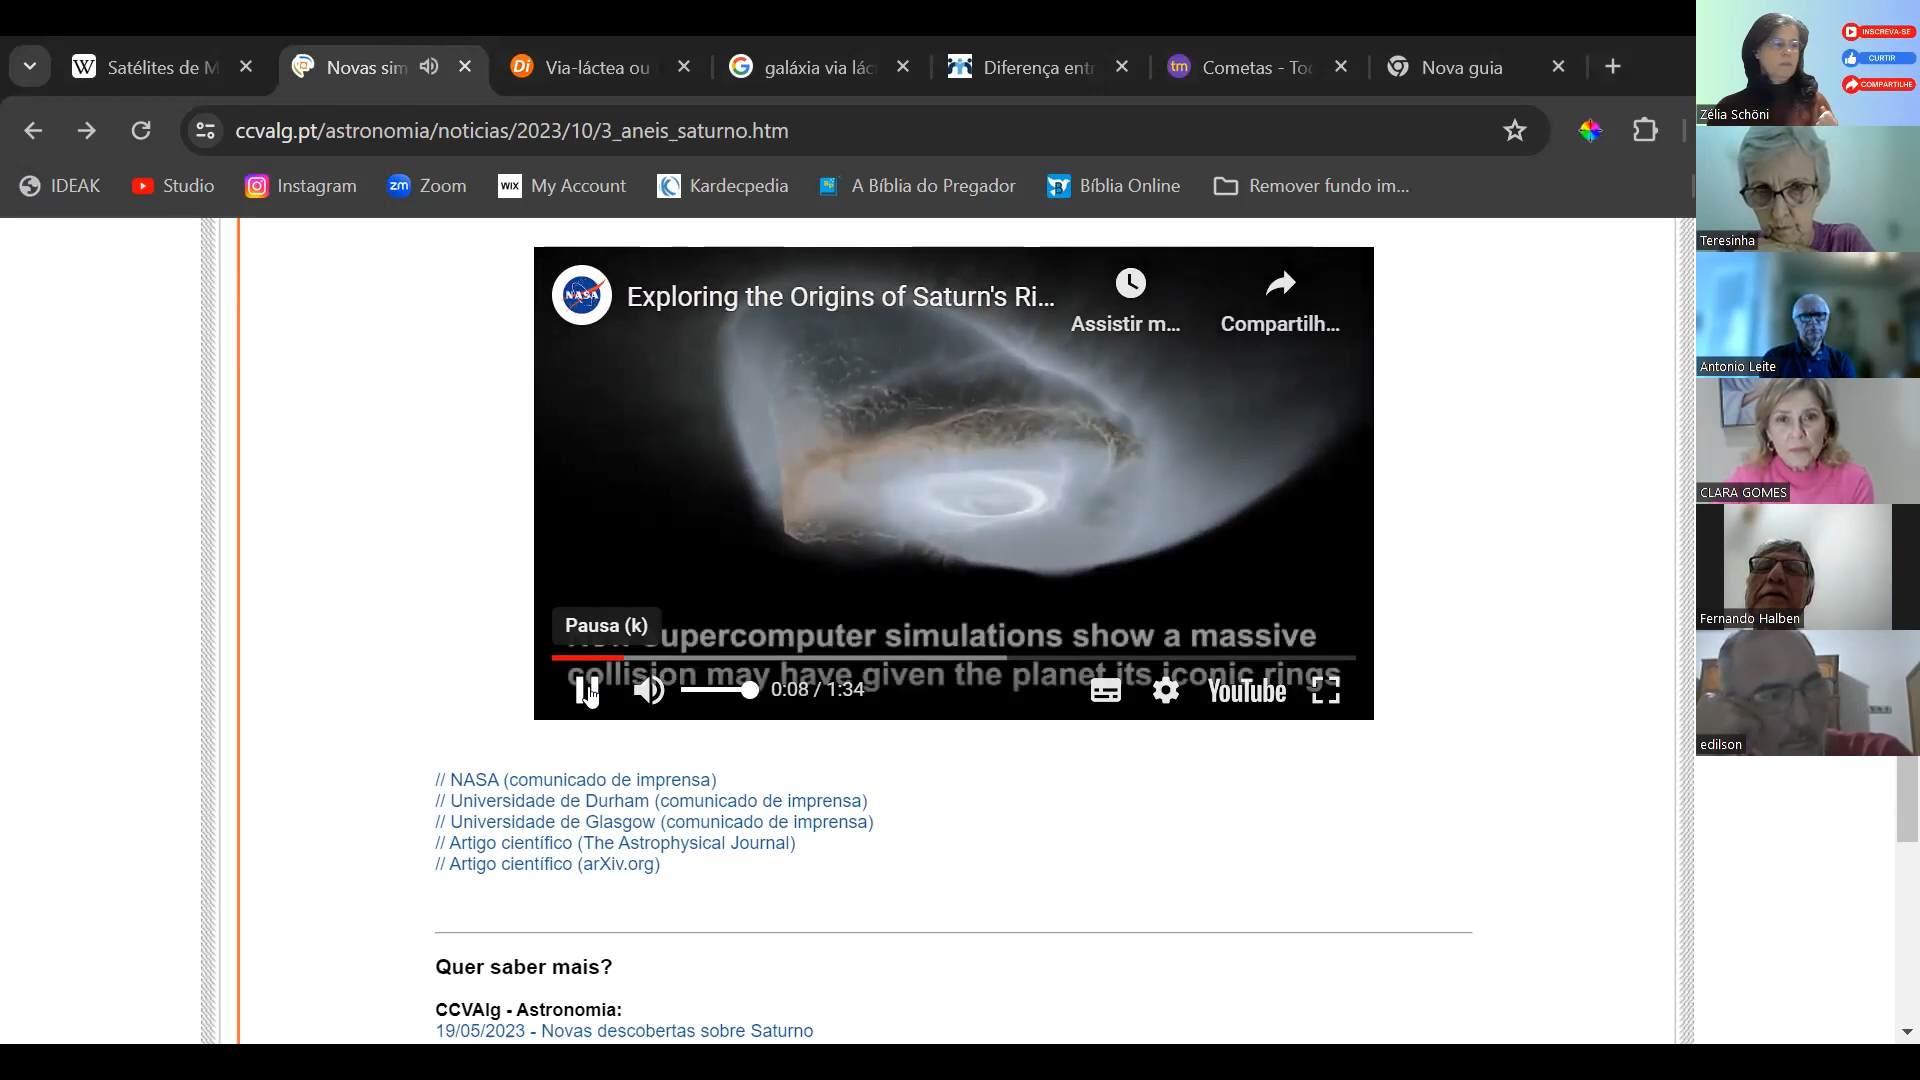 Satélites de M
Novas sim
Via-láctea ou
galáxia via lác
Diferença ent
Cometas - To
Nova guia
ccvalg.pt/astronomia/noticias/2023/10/3_aneis_saturno.htm
IDEAK
Studio
Instagram
Zoom
My Account
Kardecpedia
A Bíblia do Pregador
Bíblia Online
Remover fundo im...
NASA
Exploring the Origins of Saturn's Ri...
Assistir m...
Compartilh...
Pausa (k)
upercomputer simulations show a massive
collision may have given the planet its iconic rings
0:08 / 1:34
YouTube
// NASA (comunicado de imprensa)
// Universidade de Durham (comunicado de imprensa)
// Universidade de Glasgow (comunicado de imprensa)
// Artigo científico (The Astrophysical Journal)
// Artigo científico (arXiv.org)
Quer saber mais?
CCVAlg - Astronomia:
19/05/2023 - Novas descobertas sobre Saturno
INSCREVA-SE
CURTIR
COMPARTILHE
Zélia Schöni
Teresinha
Antonio Leite
CLARA GOMES
Fernando Halben
edilson